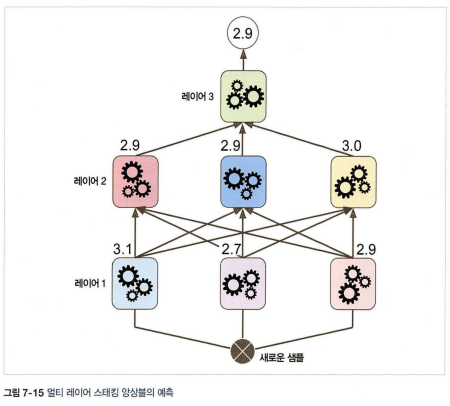 2.9
레이어 3
2.9 2.9 3.0
레이어 2
3.1 2.7 2.9
레이어 1
새로운 샘플
그림 7-15 멀티 레이어 스태킹 앙상블의 예측